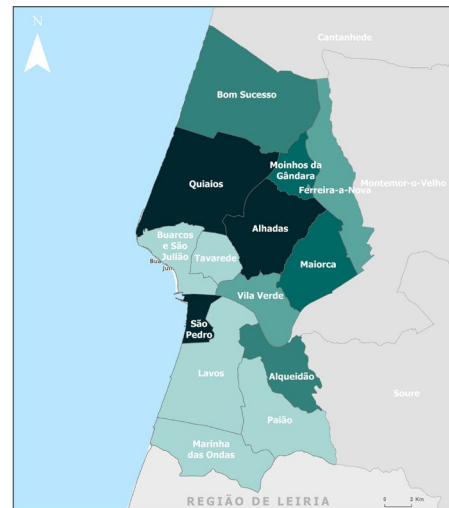 N
Cantanhede
Bom Sucesso
Moinhos da
Gândara
Montemor-o-Velho
Quiaios
Ferreira-a-Nova
Alhadas
Buarcos
e São
Julião
Tavarede
Maiorca
Vila Verde
São
Pedro
Lavos
Alqueidão
Soure
Paião
Marinha
das Ondas
REGIÃO DE LEIRIA
0 2 Km